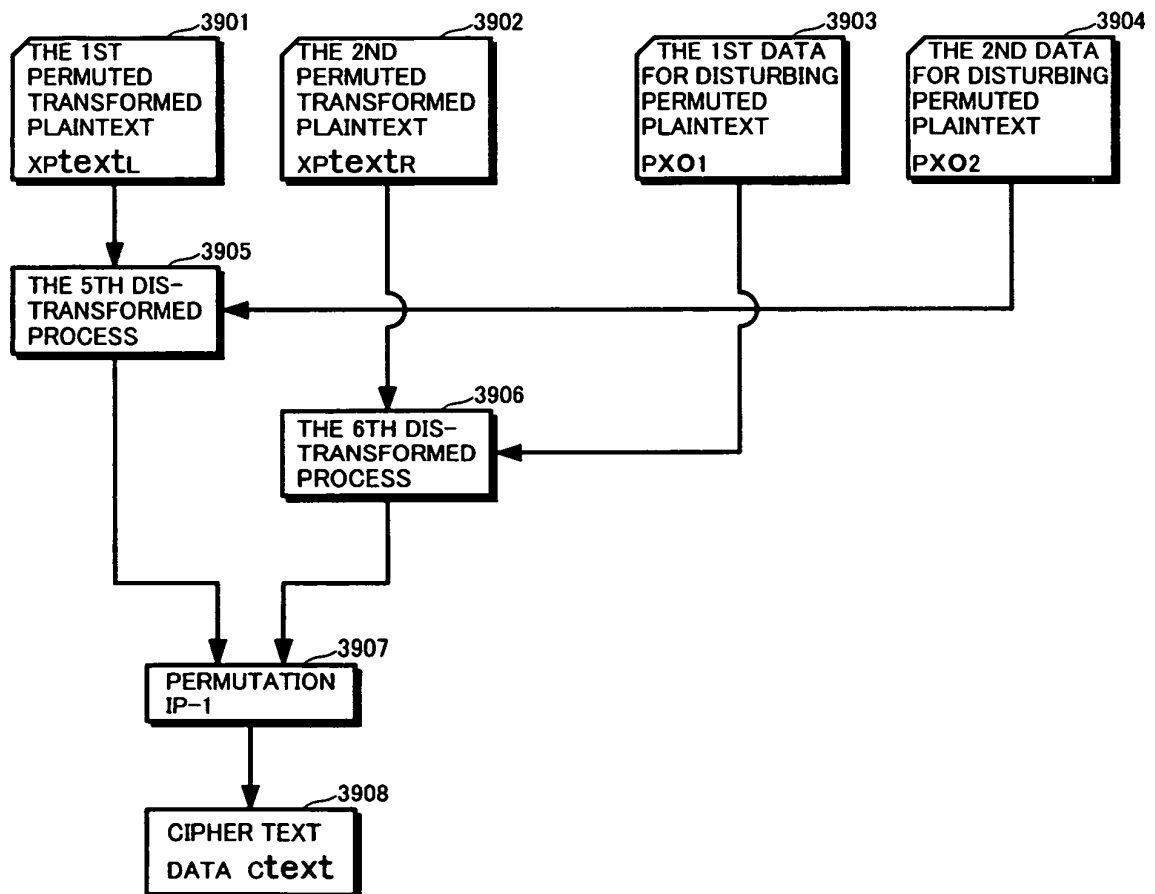 3901
THE 1ST
PERMUTED
TRANSFORMED
PLAINTEXT
XPtextL
3902
THE 2ND
PERMUTED
TRANSFORMED
PLAINTEXT
XPtextR
3903
THE 1ST DATA
FOR DISTURBING
PERMUTED
PLAINTEXT
PXO1
3904
THE 2ND DATA
FOR DISTURBING
PERMUTED
PLAINTEXT
PXO2
3905
THE 5TH DIS-
TRANSFORMED
PROCESS
3906
THE 6TH DIS-
TRANSFORMED
PROCESS
3907
PERMUTATION
IP-1
3908
CIPHER TEXT
DATA Ctext